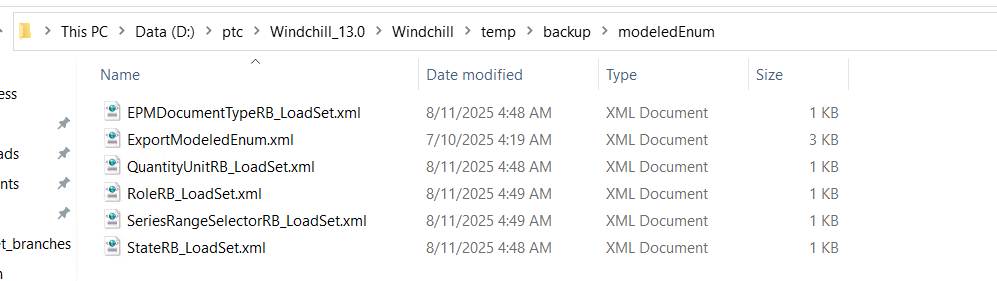 This PC > Data (D:) > ptc > Windchill_13.0 > Windchill > temp > backup > modeledEnum
Name Date modified Type Size
ess
EPMDocumentTypeRB_LoadSet.xml 8/11/2025 4:48 AM XML Document 1 KB
ExportModeledEnum.xml 7/10/2025 4:19 AM XML Document 3 KB
ads
QuantityUnitRB_LoadSet.xml 8/11/2025 4:48 AM XML Document 1 KB
nts
RoleRB_LoadSet.xml 8/11/2025 4:49 AM XML Document 1 KB
SeriesRangeSelectorRB_LoadSet.xml 8/11/2025 4:49 AM XML Document 1 KB
et_branches
StateRB_LoadSet.xml 8/11/2025 4:48 AM XML Document 1 KB